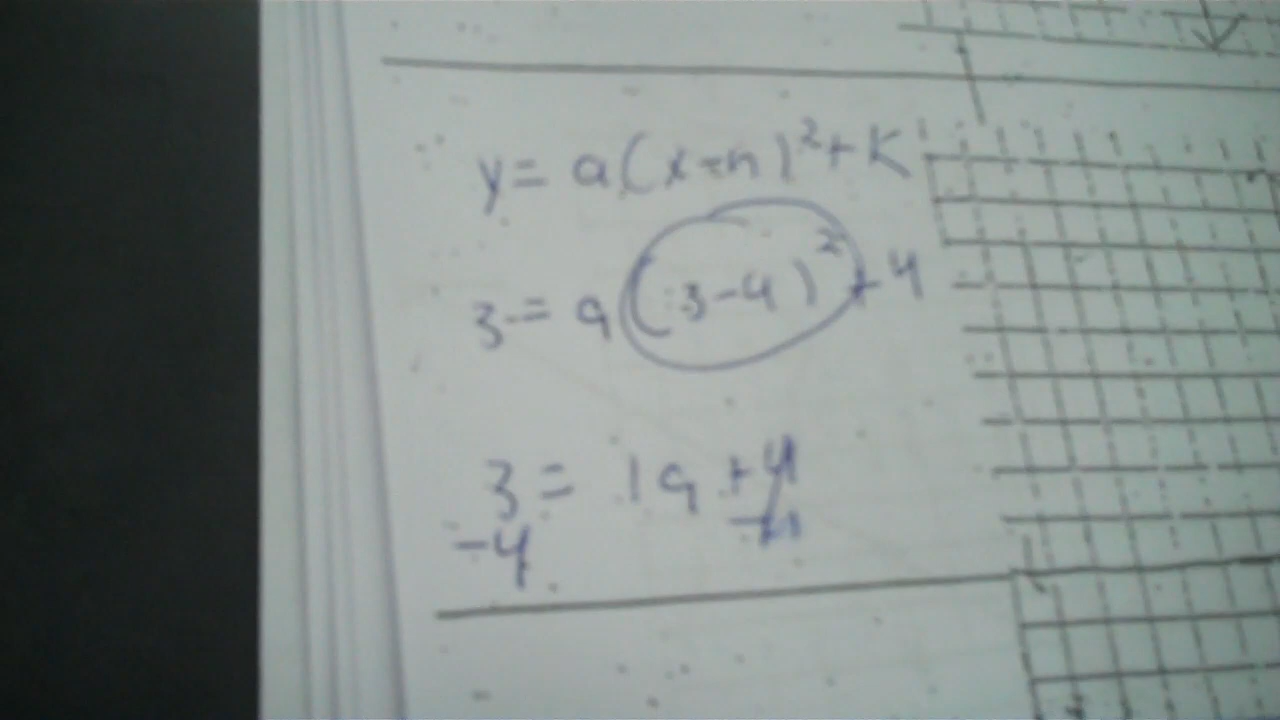 y = a(x-h)²+k
3 = a(3-4)²+4
3 = 1a+4
-4 -4